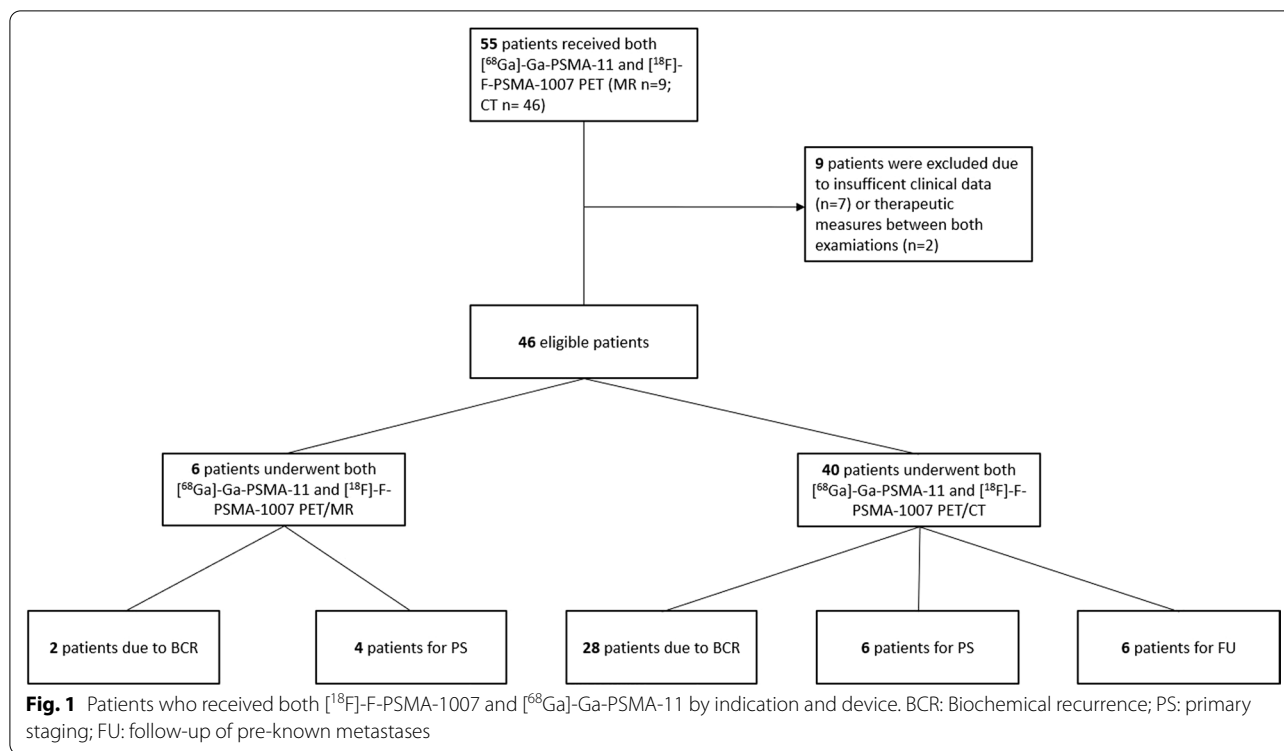 55 patients received both
[⁶⁸Ga]-Ga-PSMA-11 and [¹⁸F]-
F-PSMA-1007 PET (MR n=9;
CT n= 46)
9 patients were excluded due
to insufficent clinical data
(n=7) or therapeutic
measures between both
examiations (n=2)
46 eligible patients
6 patients underwent both
[⁶⁸Ga]-Ga-PSMA-11 and [¹⁸F]-F-
PSMA-1007 PET/MR
40 patients underwent both
[⁶⁸Ga]-Ga-PSMA-11 and [¹⁸F]-F-
PSMA-1007 PET/CT
2 patients due to BCR
4 patients for PS
28 patients due to BCR
6 patients for PS
6 patients for FU
Fig. 1 Patients who received both [¹⁸F]-F-PSMA-1007 and [⁶⁸Ga]-Ga-PSMA-11 by indication and device. BCR: Biochemical recurrence; PS: primary
staging; FU: follow-up of pre-known metastases